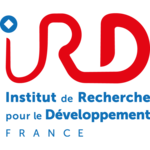 IRD
Institut de Recherche
pour le Développement
FRANCE